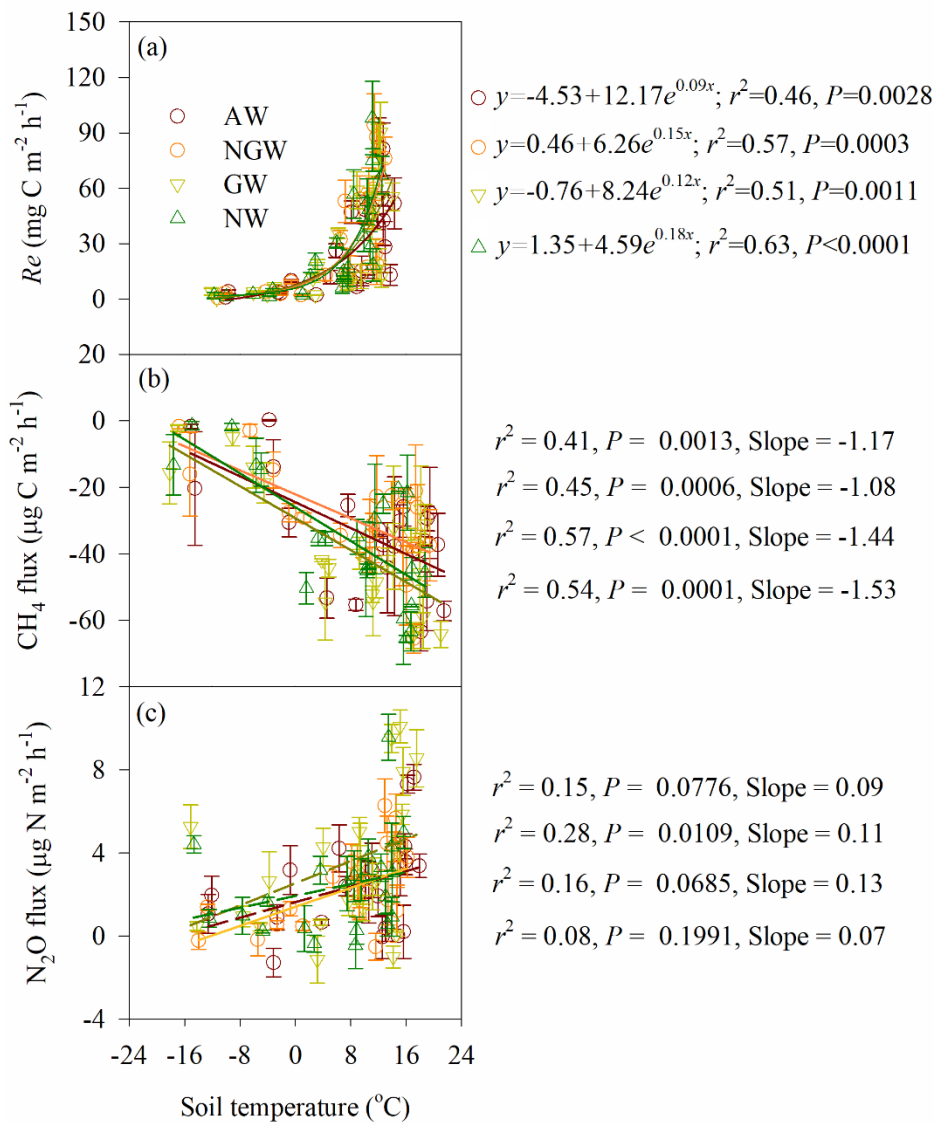 (a)
150
120
90
60
30
0
Re (mg C m⁻² h⁻¹)
AW
NGW
GW
NW
y=-4.53+12.17e^0.09x; r²=0.46, P=0.0028
y=0.46+6.26e^0.15x; r²=0.57, P=0.0003
y=-0.76+8.24e^0.12x; r²=0.51, P=0.0011
y=1.35+4.59e^0.18x; r²=0.63, P<0.0001
(b)
20
0
-20
-40
-60
CH₄ flux (µg C m⁻² h⁻¹)
r² = 0.41, P = 0.0013, Slope = -1.17
r² = 0.45, P = 0.0006, Slope = -1.08
r² = 0.57, P < 0.0001, Slope = -1.44
r² = 0.54, P = 0.0001, Slope = -1.53
(c)
12
8
4
0
-4
N₂O flux (µg N m⁻² h⁻¹)
r² = 0.15, P = 0.0776, Slope = 0.09
r² = 0.28, P = 0.0109, Slope = 0.11
r² = 0.16, P = 0.0685, Slope = 0.13
r² = 0.08, P = 0.1991, Slope = 0.07
-24 -16 -8 0 8 16 24
Soil temperature (°C)